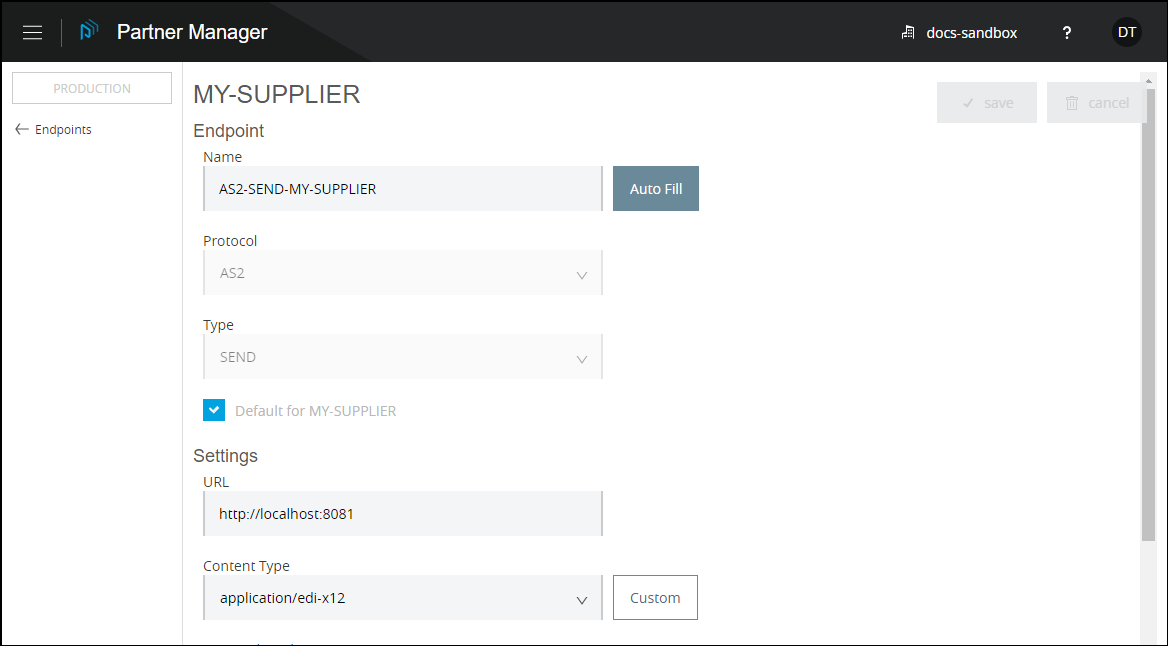 Partner Manager
docs-sandbox
?
DT
PRODUCTION
Endpoints
MY-SUPPLIER
save
cancel
Endpoint
Name
AS2-SEND-MY-SUPPLIER
Auto Fill
Protocol
AS2
Type
SEND
Default for MY-SUPPLIER
Settings
URL
http://localhost:8081
Content Type
application/edi-x12
Custom